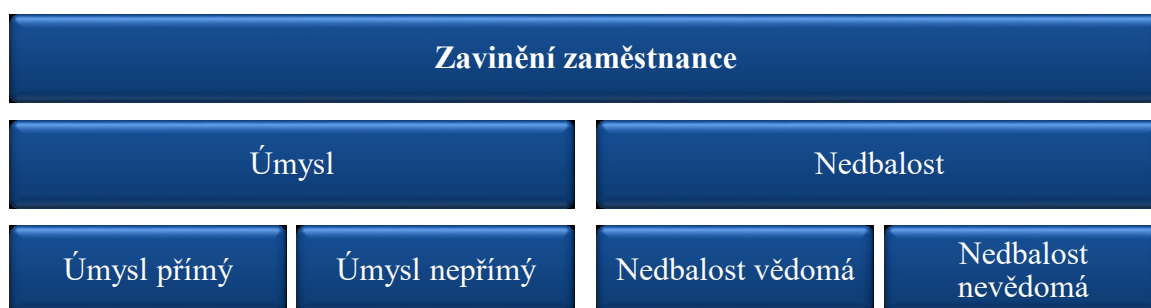 Zavinění zaměstnance
Úmysl
Nedbalost
Úmysl přímý
Úmysl nepřímý
Nedbalost vědomá
Nedbalost
nevědomá